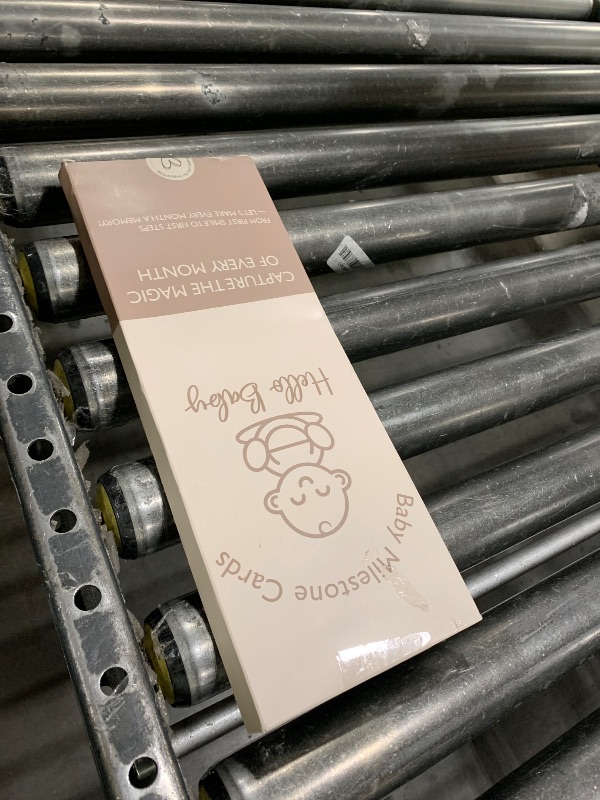 Baby Milestone Cards
Hello Baby
CAPTURE THE MAGIC
OF EVERY MONTH
FROM FIRST SMILE TO FIRST STEPS
—LET'S MAKE EVERY MONTH A MEMORY!